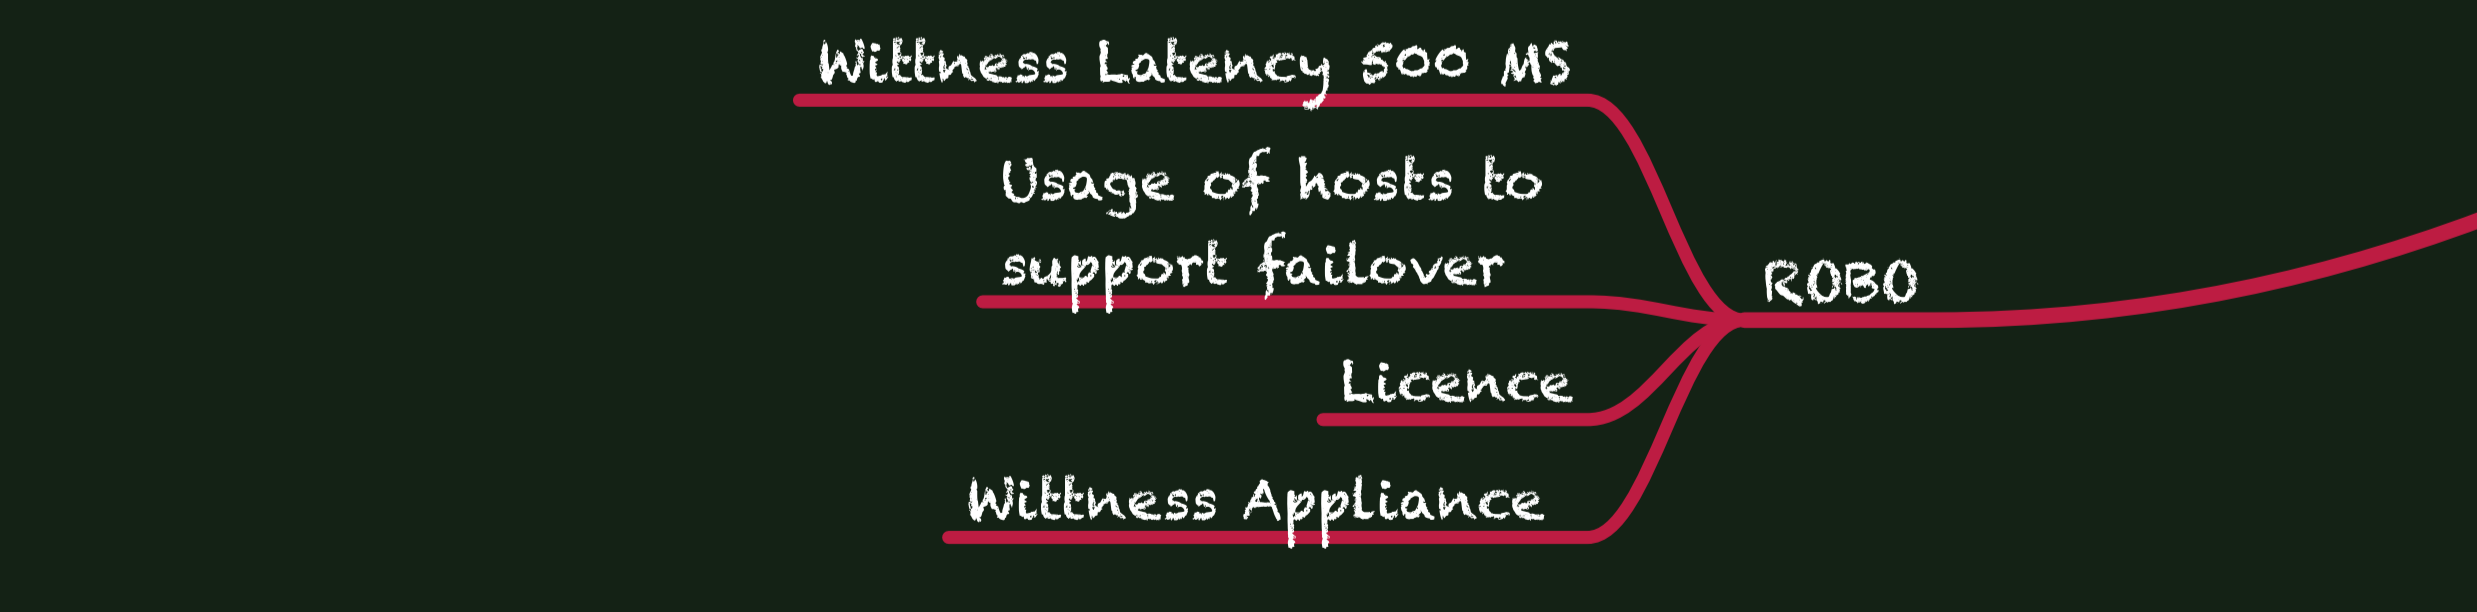 Wittness Latency 500 MS
Usage of hosts to
support failover
ROBO
Licence
Wittness Appliance